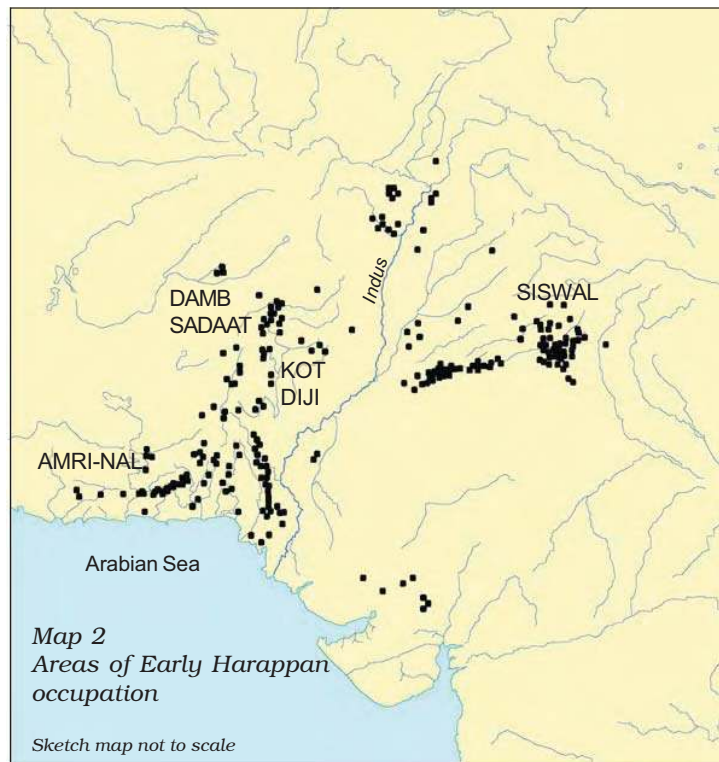 Indus
SISWAL
DAMB
SADAAT
KOT
DIJI
AMRI-NAL
Arabian Sea
Map 2
Areas of Early Harappan
occupation
Sketch map not to scale